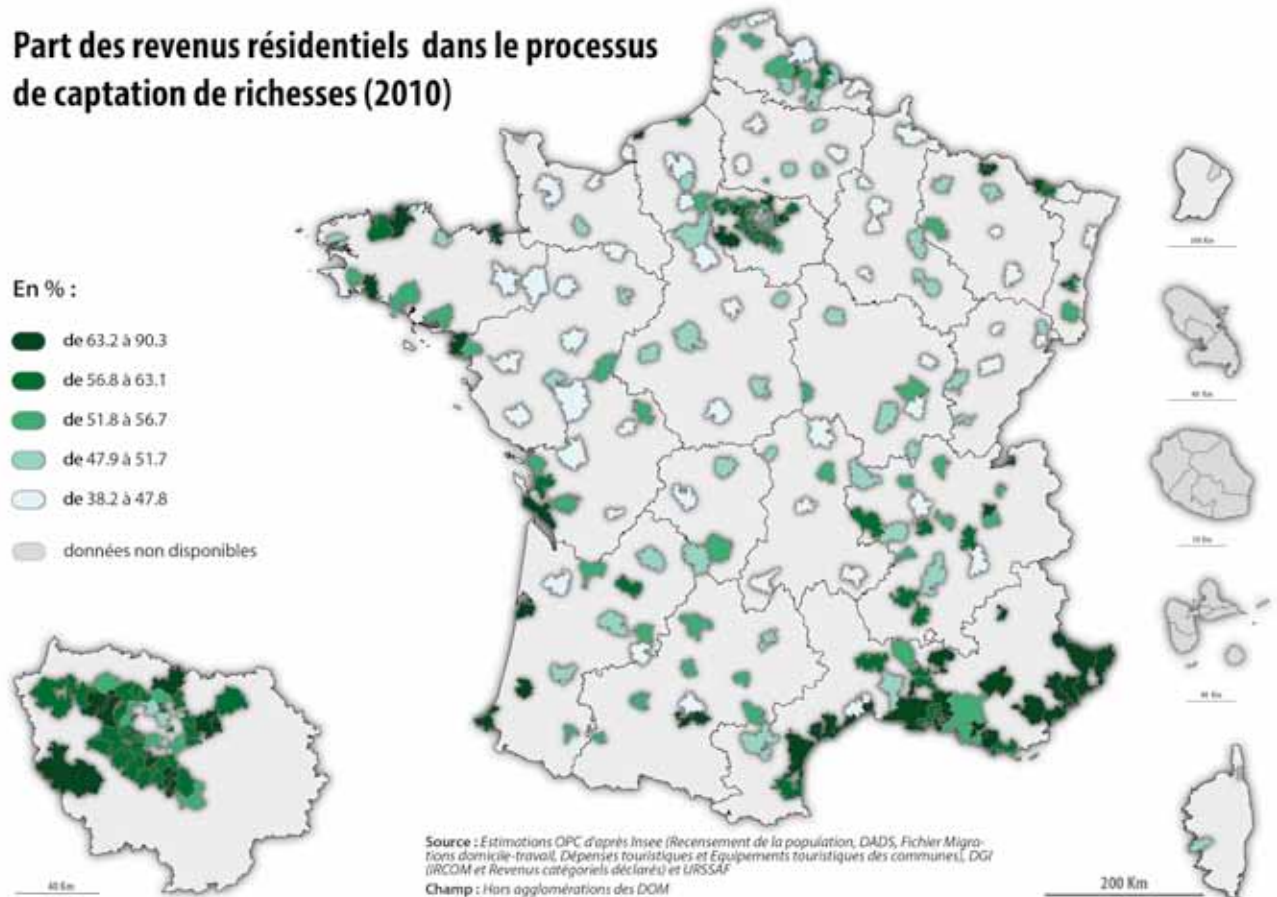 Part des revenus résidentiels dans le processus
de captation de richesses (2010)
En % :
de 63.2 à 90.3
de 56.8 à 63.1
de 51.8 à 56.7
de 47.9 à 51.7
de 38.2 à 47.8
données non disponibles
40 Km
Source : Estimations OPC d'après Insee (Recensement de la population, DADS, Fichier Migra-
tions domicile-travail, Dépenses touristiques et Equipements touristiques des communes), DGI
(IRCOM et Revenus catégoriels déclarés) et URSSAF
Champ : Hors agglomérations des DOM
200 Km